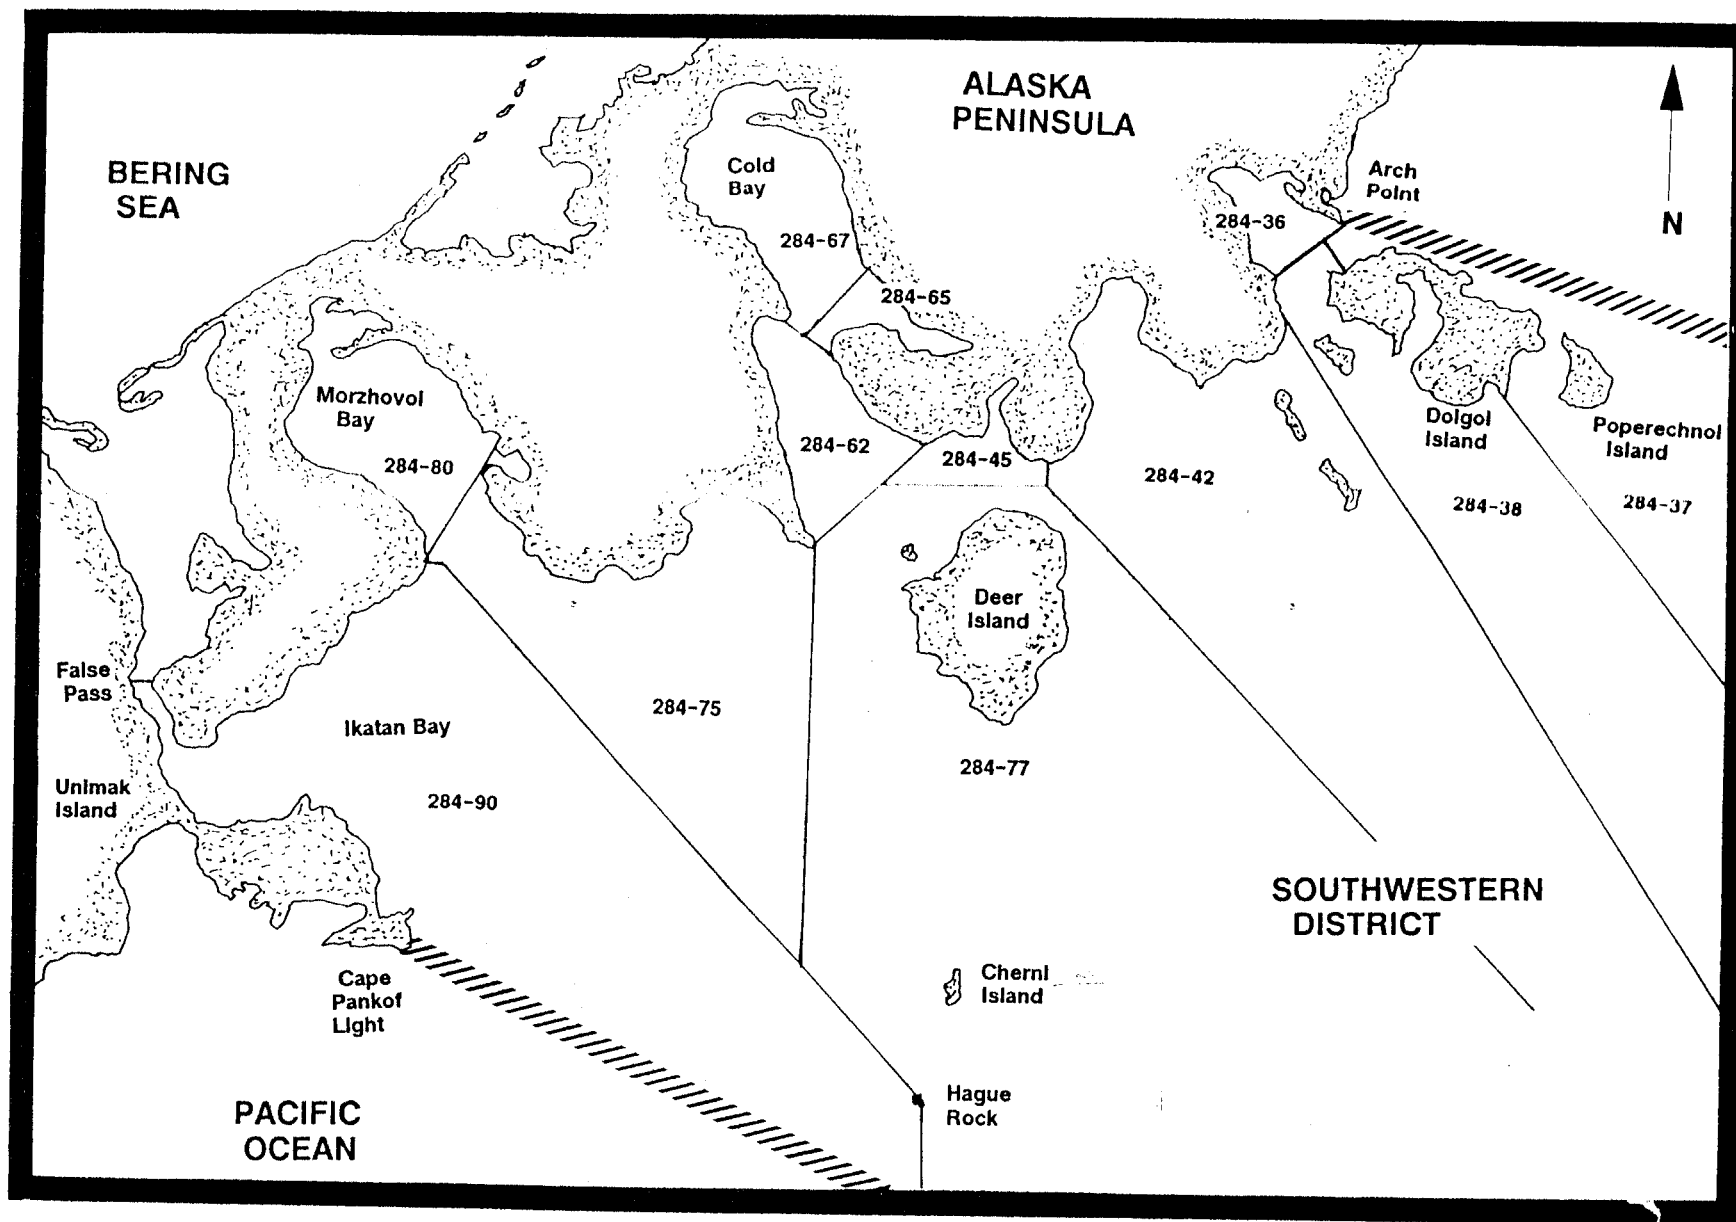 ALASKA
PENINSULA
BERING
SEA
Cold
Bay
Arch
Point
N
284-36
284-67
284-65
Morzhovoi
Bay
284-80
284-62
284-45
284-42
Dolgoi
Island
Poperechnoi
Island
284-38
284-37
Deer
Island
False
Pass
Ikatan Bay
284-75
284-77
Unimak
Island
284-90
SOUTHWESTERN
DISTRICT
Cherni
Island
Cape
Pankof
Light
Hague
Rock
PACIFIC
OCEAN